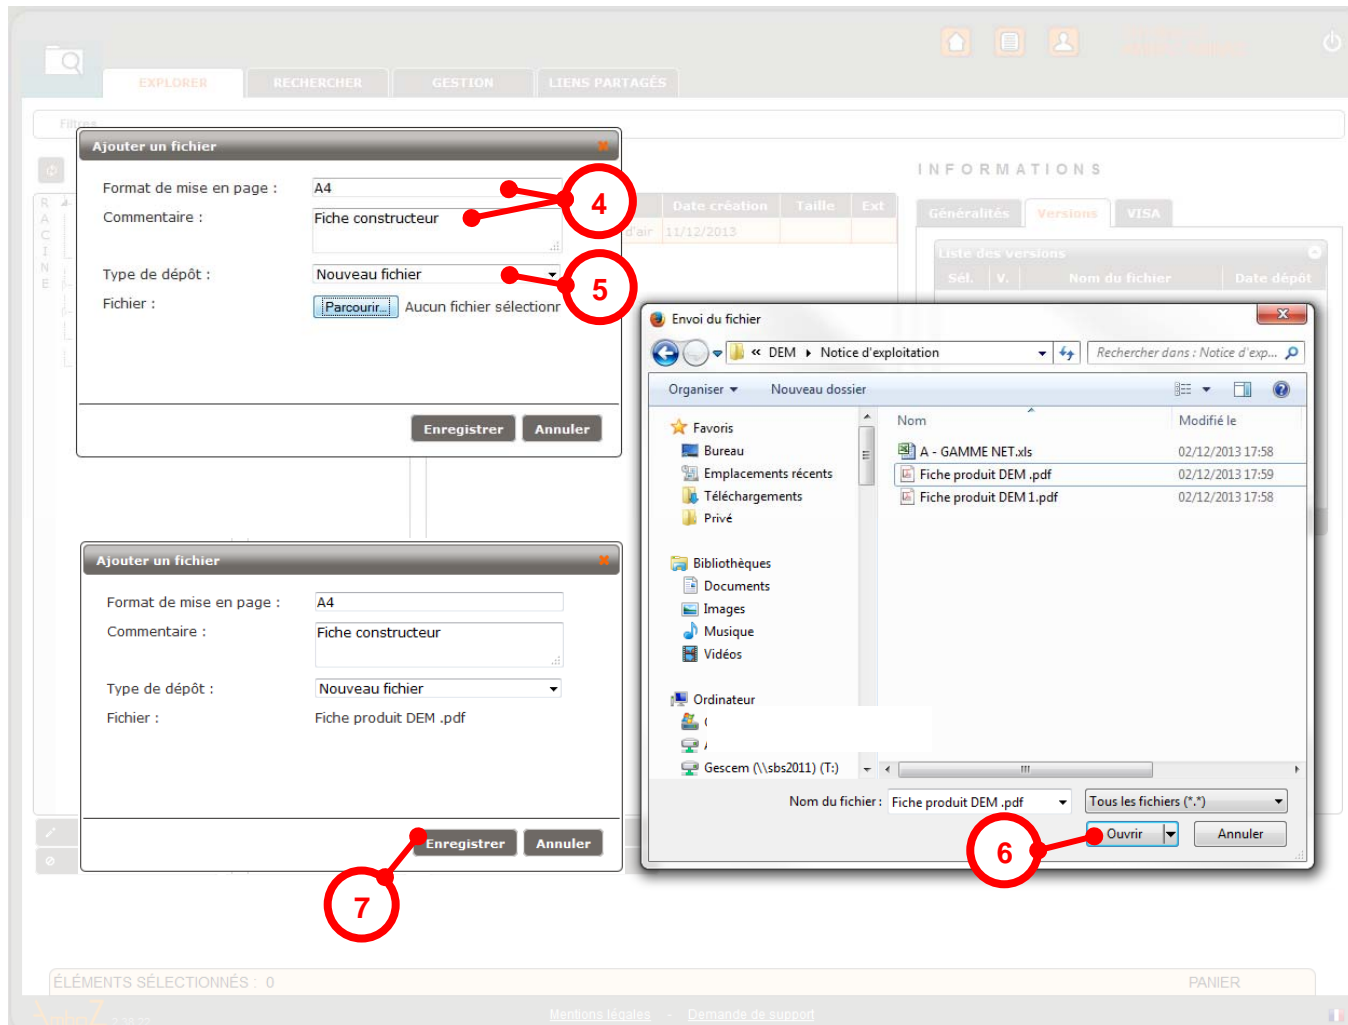 EXPLORER RECHERCHER GESTION LIENS PARTAGÉS
Filtres
Ajouter un fichier
Format de mise en page : A4
Commentaire : Fiche constructeur
Type de dépôt : Nouveau fichier
Fichier : Parcourir... Aucun fichier sélectionr
Enregistrer Annuler
4
5
RACINE
Date création Taille Ext
d'air 11/12/2013
INFORMATIONS
Généralités Versions VISA
Liste des versions
Sél. V. Nom du fichier Date dépôt
Envoi du fichier
« DEM Notice d'exploitation Rechercher dans : Notice d'exp...
Organiser Nouveau dossier
Favoris
Bureau
Emplacements récents
Téléchargements
Privé
Bibliothèques
Documents
Images
Musique
Vidéos
Ordinateur
Gescem (\\sbs2011) (T:)
Nom Modifié le
A - GAMME NET.xls 02/12/2013 17:58
Fiche produit DEM .pdf 02/12/2013 17:59
Fiche produit DEM 1.pdf 02/12/2013 17:58
Nom du fichier : Fiche produit DEM .pdf Tous les fichiers (*.*)
Ouvrir Annuler
6
Ajouter un fichier
Format de mise en page : A4
Commentaire : Fiche constructeur
Type de dépôt : Nouveau fichier
Fichier : Fiche produit DEM .pdf
Enregistrer Annuler
7
ÉLÉMENTS SÉLECTIONNÉS : 0 PANIER
Mentions légales - Demande de support